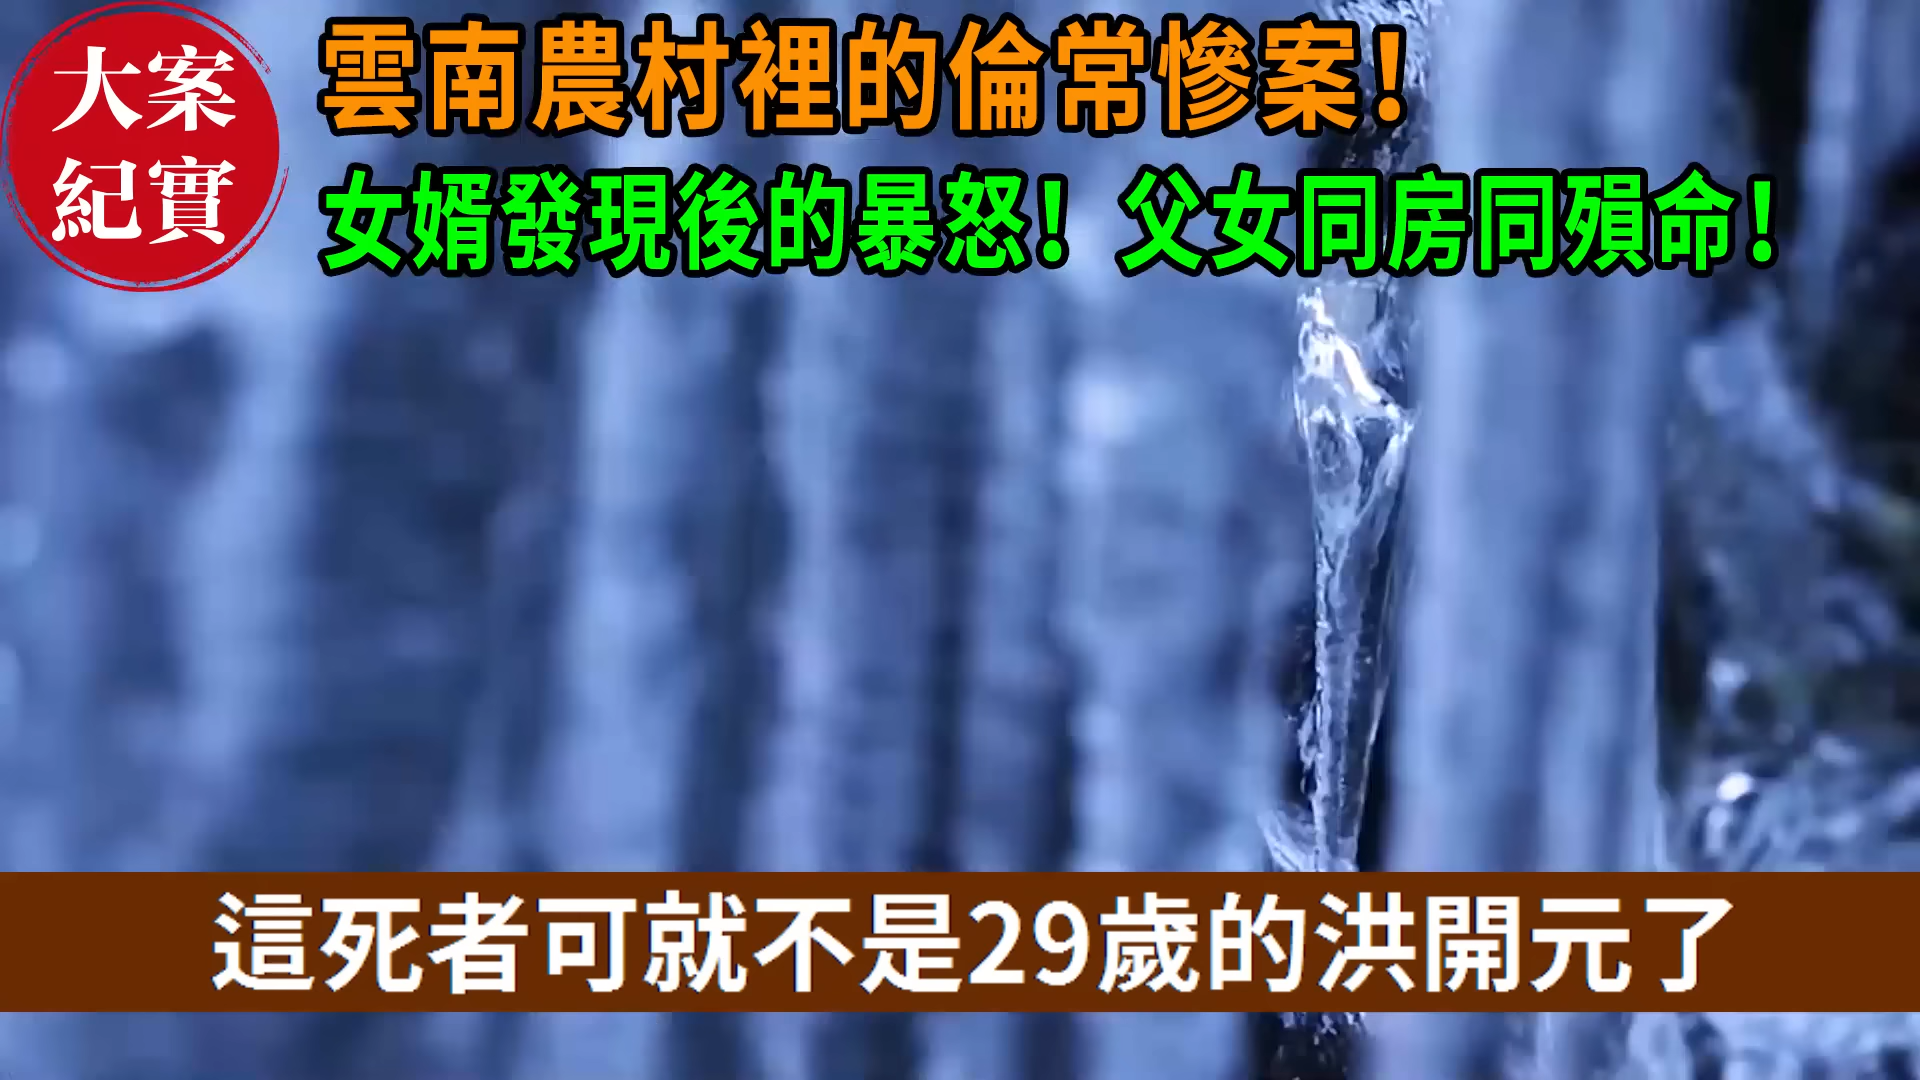 大案
紀實
雲南農村裡的倫常慘案！
女婿發現後的暴怒！父女同房同殞命！
這死者可就不是29歲的洪開元了